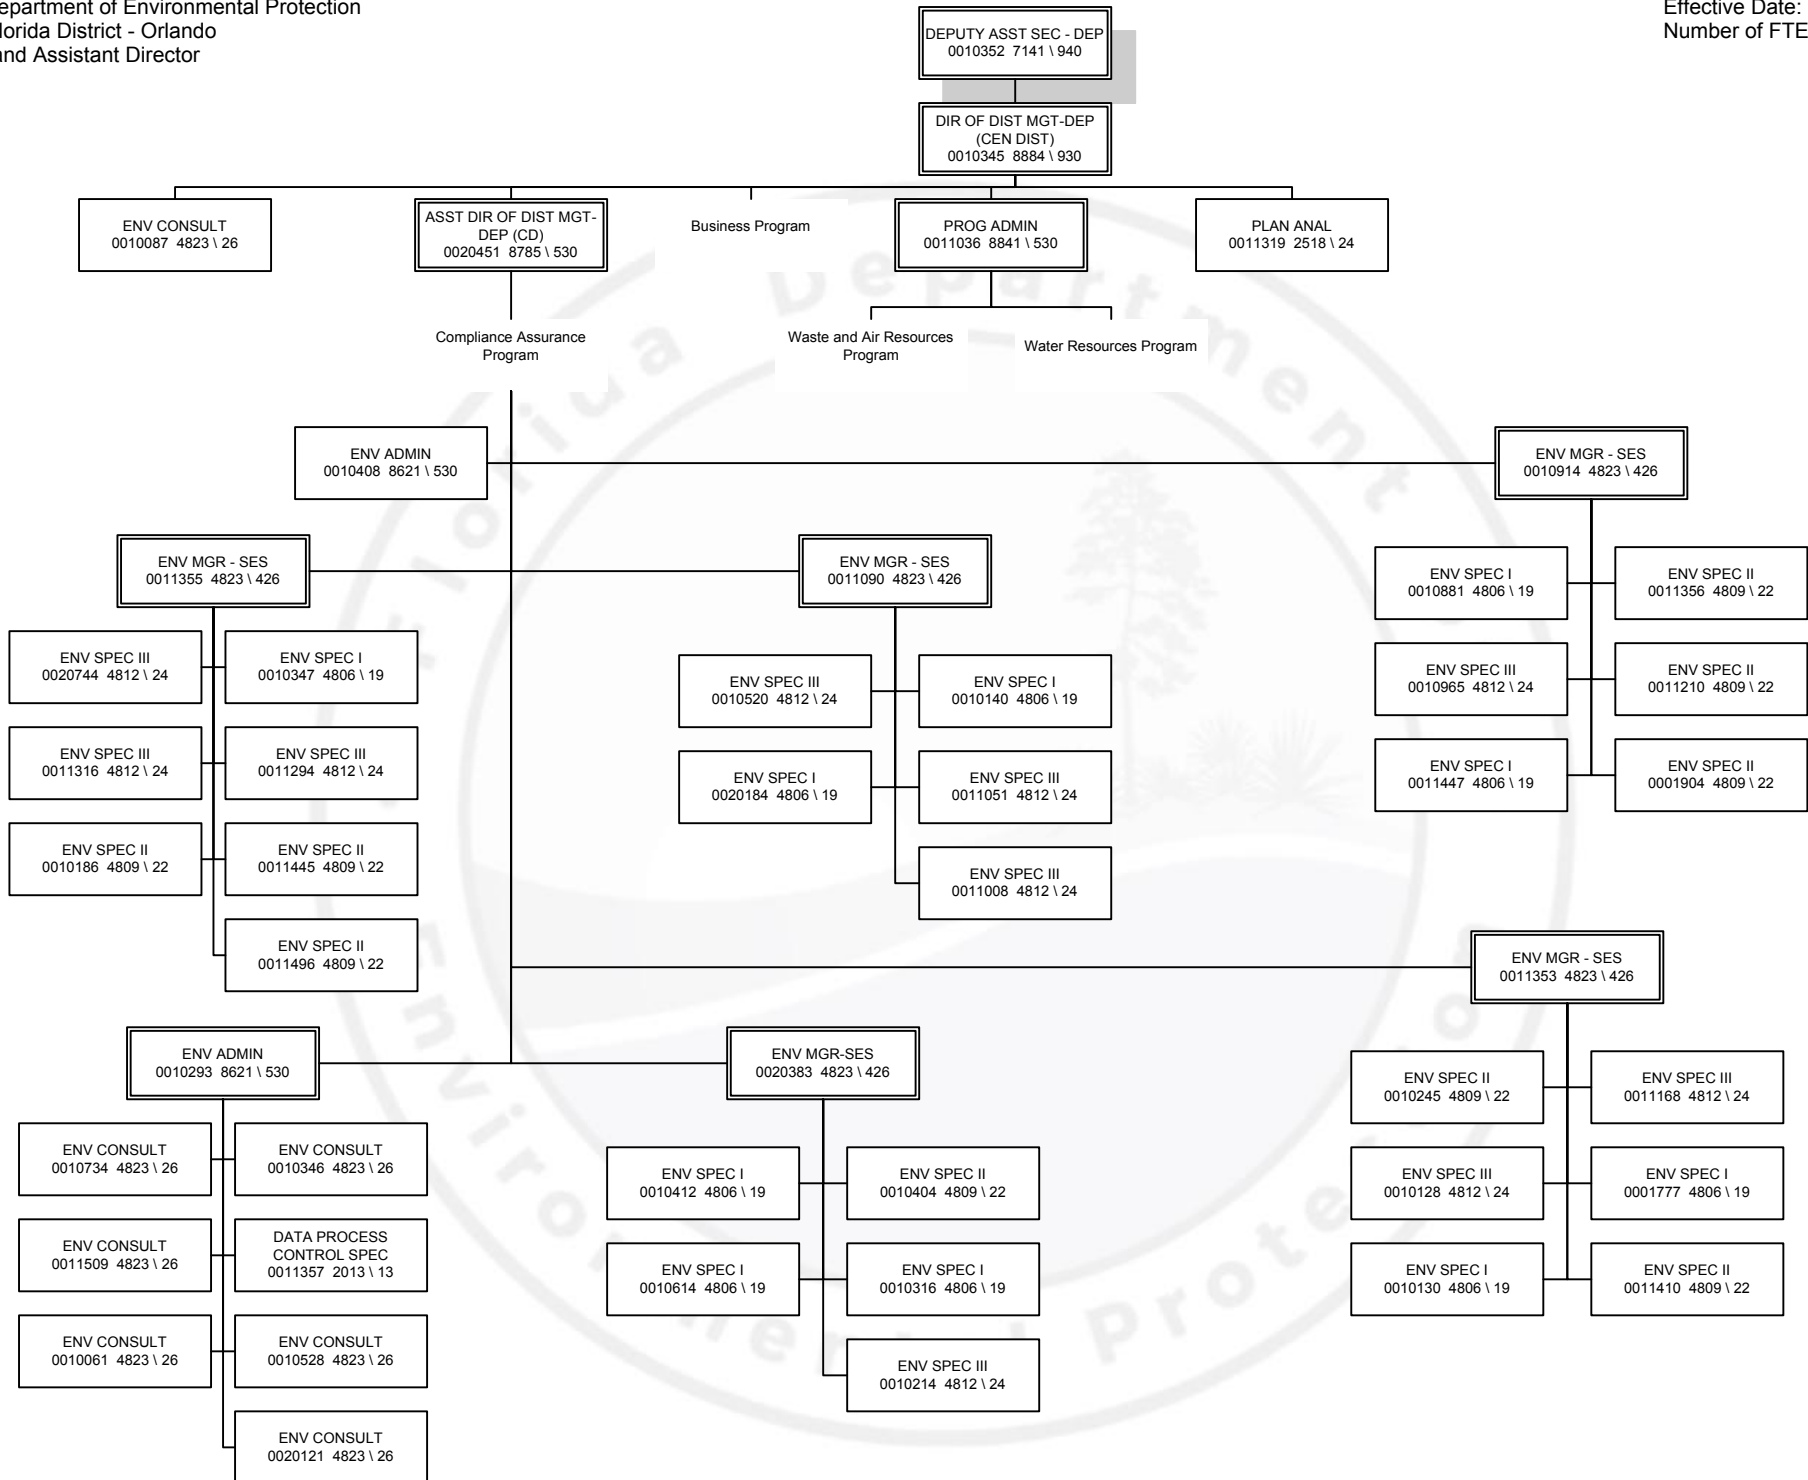 Department of Environmental Protection
Florida District - Orlando
and Assistant Director
Effective Date:
Number of FTE
DEPUTY ASST SEC - DEP
0010352 7141 \ 940
DIR OF DIST MGT-DEP
(CEN DIST)
0010345 8884 \ 930
ENV CONSULT
0010087 4823 \ 26
ASST DIR OF DIST MGT-
DEP (CD)
0020451 8785 \ 530
Business Program
PROG ADMIN
0011036 8841 \ 530
PLAN ANAL
0011319 2518 \ 24
Compliance Assurance
Program
Waste and Air Resources
Program
Water Resources Program
ENV ADMIN
0010408 8621 \ 530
ENV MGR - SES
0010914 4823 \ 426
ENV MGR - SES
0011355 4823 \ 426
ENV MGR - SES
0011090 4823 \ 426
ENV SPEC I
0010881 4806 \ 19
ENV SPEC II
0011356 4809 \ 22
ENV SPEC III
0010965 4812 \ 24
ENV SPEC II
0011210 4809 \ 22
ENV SPEC I
0011447 4806 \ 19
ENV SPEC II
0001904 4809 \ 22
ENV SPEC III
0020744 4812 \ 24
ENV SPEC I
0010347 4806 \ 19
ENV SPEC III
0011316 4812 \ 24
ENV SPEC III
0011294 4812 \ 24
ENV SPEC II
0010186 4809 \ 22
ENV SPEC II
0011445 4809 \ 22
ENV SPEC II
0011496 4809 \ 22
ENV SPEC III
0010520 4812 \ 24
ENV SPEC I
0010140 4806 \ 19
ENV SPEC I
0020184 4806 \ 19
ENV SPEC III
0011051 4812 \ 24
ENV SPEC III
0011008 4812 \ 24
ENV MGR - SES
0011353 4823 \ 426
ENV ADMIN
0010293 8621 \ 530
ENV MGR-SES
0020383 4823 \ 426
ENV SPEC II
0010245 4809 \ 22
ENV SPEC III
0011168 4812 \ 24
ENV SPEC III
0010128 4812 \ 24
ENV SPEC I
0001777 4806 \ 19
ENV SPEC I
0010130 4806 \ 19
ENV SPEC II
0011410 4809 \ 22
ENV CONSULT
0010734 4823 \ 26
ENV CONSULT
0010346 4823 \ 26
ENV CONSULT
0011509 4823 \ 26
DATA PROCESS
CONTROL SPEC
0011357 2013 \ 13
ENV CONSULT
0010061 4823 \ 26
ENV CONSULT
0010528 4823 \ 26
ENV CONSULT
0020121 4823 \ 26
ENV SPEC I
0010412 4806 \ 19
ENV SPEC II
0010404 4809 \ 22
ENV SPEC I
0010614 4806 \ 19
ENV SPEC I
0010316 4806 \ 19
ENV SPEC III
0010214 4812 \ 24
Florida Department
Environmental Protection